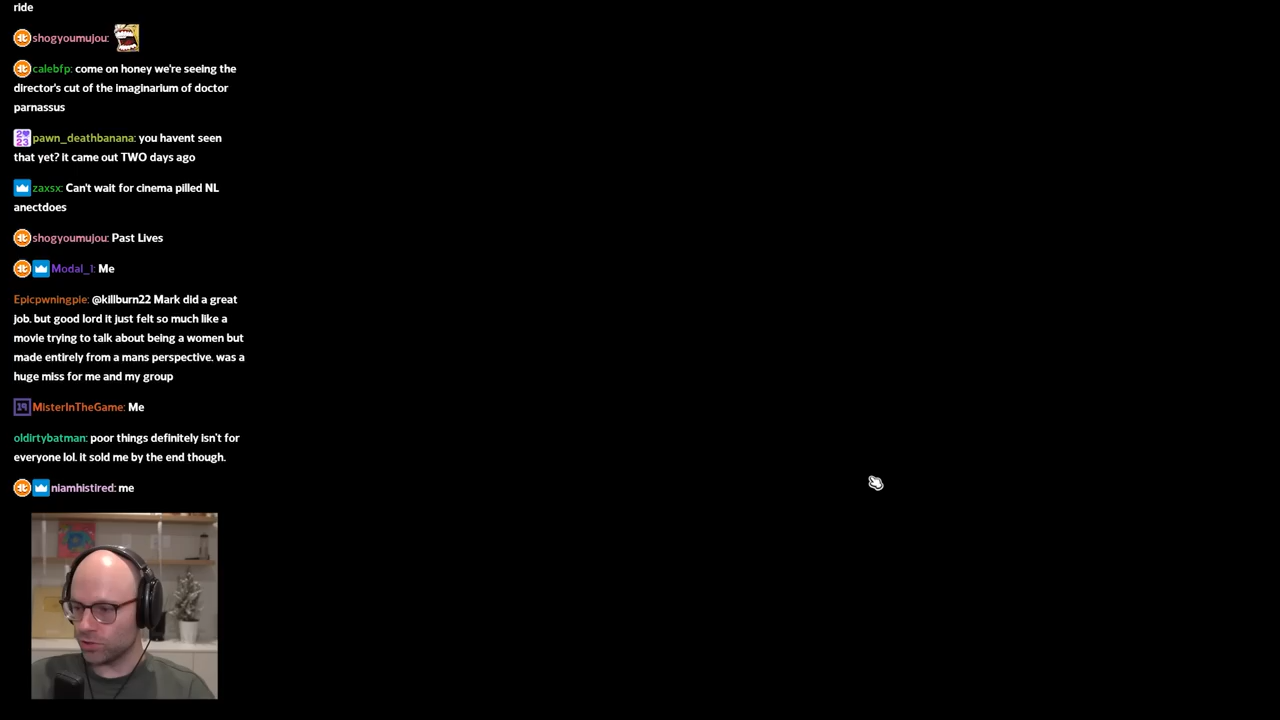 ride
shogyoumujou:
calebfp: come on honey we're seeing the
director's cut of the imaginarium of doctor
parnassus
pawn_deathbanana: you havent seen
that yet? it came out TWO days ago
zaxsx: Can't wait for cinema pilled NL
anectdoes
shogyoumujou: Past Lives
Modal_1: Me
Epicpwningpie: @killburn22 Mark did a great
job. but good lord it just felt so much like a
movie trying to talk about being a women but
made entirely from a mans perspective. was a
huge miss for me and my group
19 MisterInTheGame: Me
oldirtybatman: poor things definitely isn't for
everyone lol. it sold me by the end though.
niamhistired: me